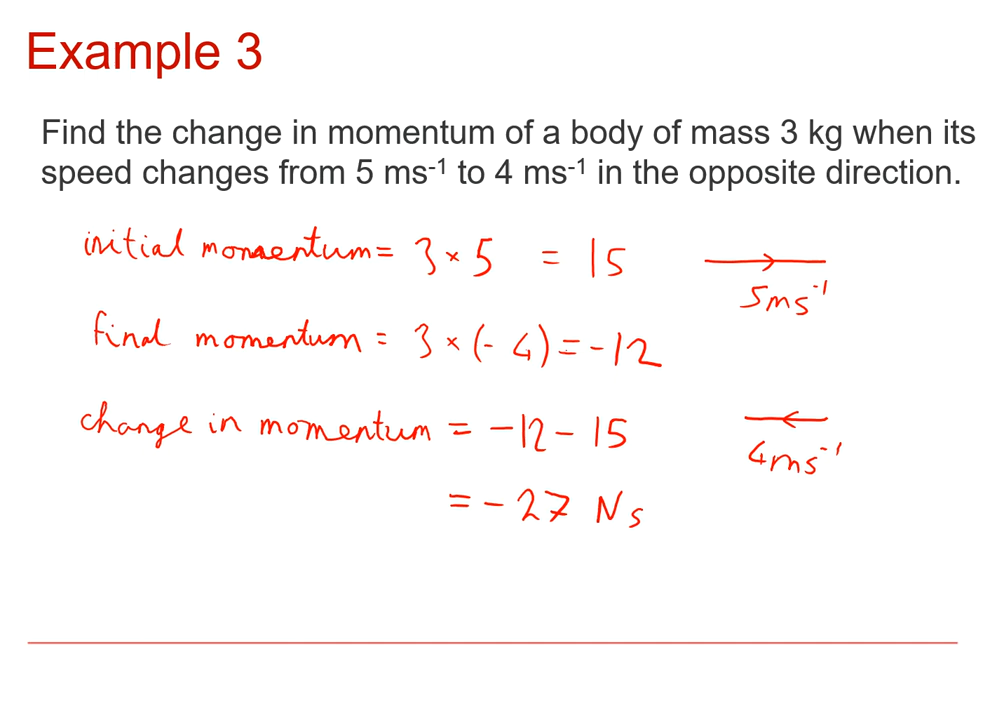 Example 3
Find the change in momentum of a body of mass 3 kg when its
speed changes from 5 ms⁻¹ to 4 ms⁻¹ in the opposite direction.
initial momentum = 3 × 5 = 15
5ms⁻¹
final momentum = 3 × (- 4) = -12
change in momentum = -12 - 15
4ms⁻¹
= - 27 Ns